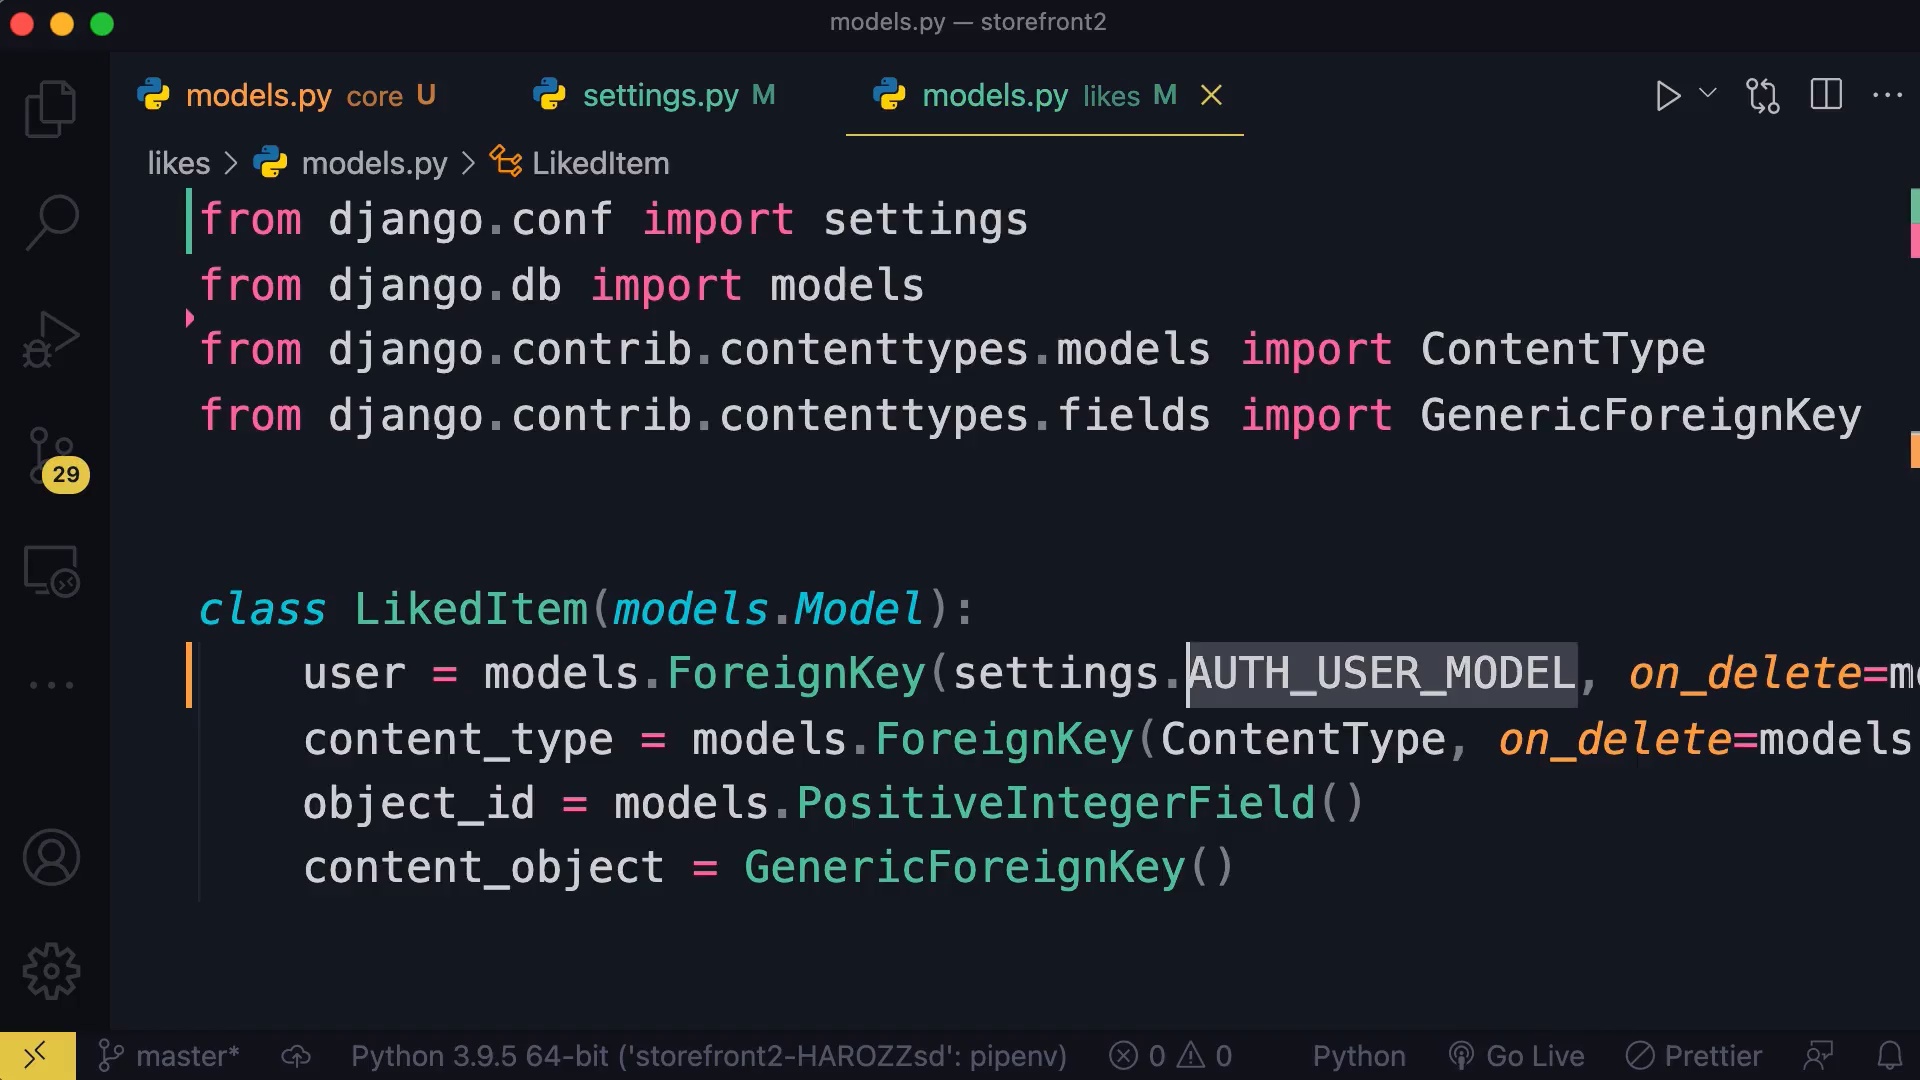 models.py — storefront2
models.py core U settings.py M models.py likes M
likes > models.py > LikedItem
from django.conf import settings
from django.db import models
from django.contrib.contenttypes.models import ContentType
from django.contrib.contenttypes.fields import GenericForeignKey
class LikedItem(models.Model):
user = models.ForeignKey(settings.AUTH_USER_MODEL, on_delete=mo
content_type = models.ForeignKey(ContentType, on_delete=models
object_id = models.PositiveIntegerField()
content_object = GenericForeignKey()
29
master* Python 3.9.5 64-bit ('storefront2-HAROZZsd': pipenv) 0 0 Python Go Live Prettier